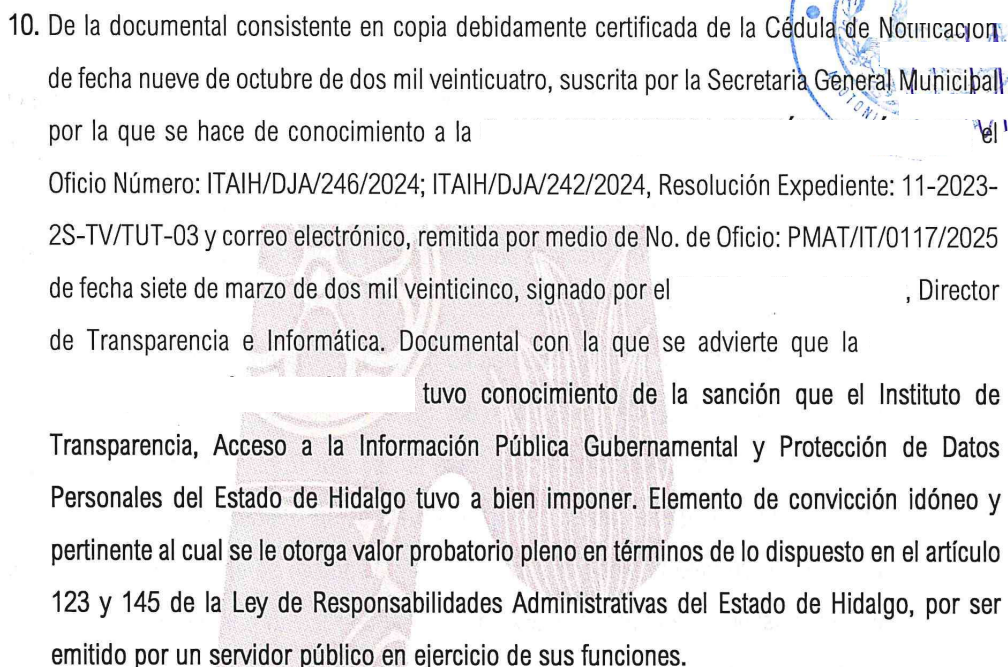 10. De la documental consistente en copia debidamente certificada de la Cédula de Notificacion
de fecha nueve de octubre de dos mil veinticuatro, suscrita por la Secretaria General Municipal
por la que se hace de conocimiento a la el
Oficio Número: ITAIH/DJA/246/2024; ITAIH/DJA/242/2024, Resolución Expediente: 11-2023-
2S-TV/TUT-03 y correo electrónico, remitida por medio de No. de Oficio: PMAT/IT/0117/2025
de fecha siete de marzo de dos mil veinticinco, signado por el , Director
de Transparencia e Informática. Documental con la que se advierte que la
tuvo conocimiento de la sanción que el Instituto de
Transparencia, Acceso a la Información Pública Gubernamental y Protección de Datos
Personales del Estado de Hidalgo tuvo a bien imponer. Elemento de convicción idóneo y
pertinente al cual se le otorga valor probatorio pleno en términos de lo dispuesto en el artículo
123 y 145 de la Ley de Responsabilidades Administrativas del Estado de Hidalgo, por ser
emitido por un servidor público en ejercicio de sus funciones.